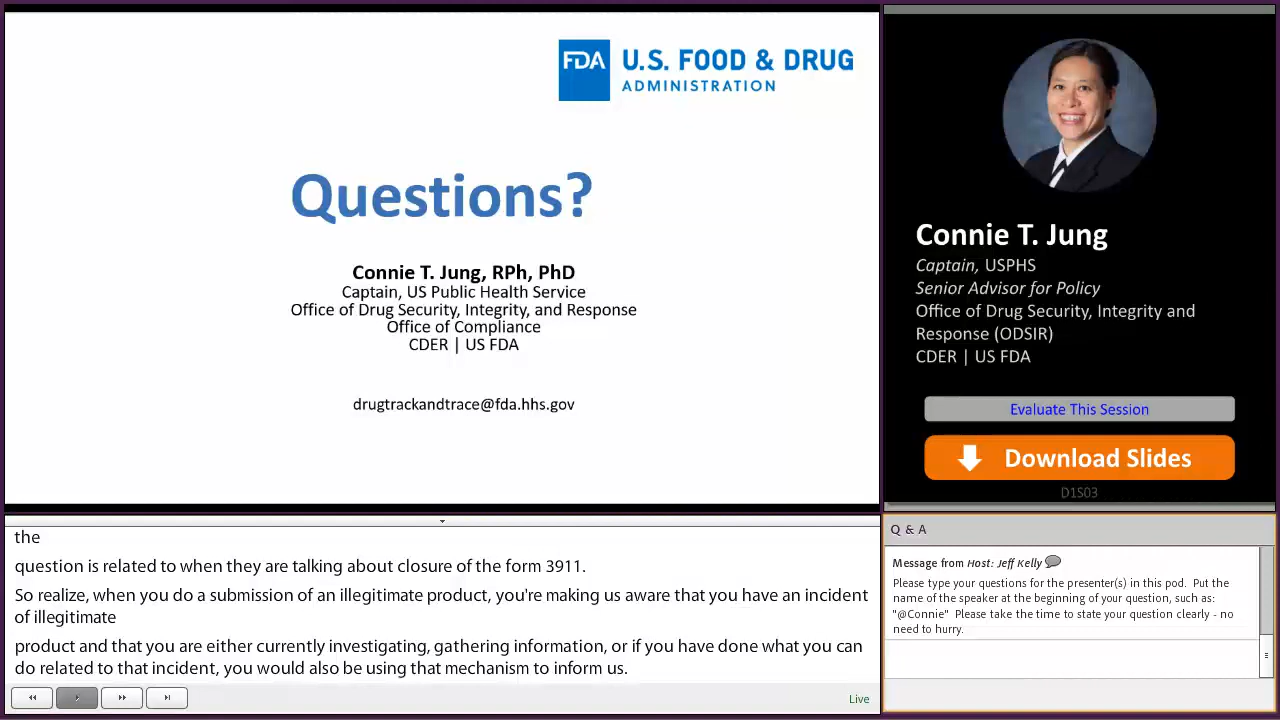 FDA U.S. FOOD & DRUG
ADMINISTRATION
Questions?
Connie T. Jung, RPh, PhD
Captain, US Public Health Service
Office of Drug Security, Integrity, and Response
Office of Compliance
CDER | US FDA
drugtrackandtrace@fda.hhs.gov
the
question is related to when they are talking about closure of the form 3911.
So realize, when you do a submission of an illegitimate product, you're making us aware that you have an incident
of illegitimate
product and that you are either currently investigating, gathering information, or if you have done what you can
do related to that incident, you would also be using that mechanism to inform us.
Live
Connie T. Jung
Captain, USPHS
Senior Advisor for Policy
Office of Drug Security, Integrity and
Response (ODSIR)
CDER | US FDA
Evaluate This Session
Download Slides
D1S03
Q & A
Message from Host: Jeff Kelly
Please type your questions for the presenter(s) in this pod. Put the
name of the speaker at the beginning of your question, such as:
"@Connie" Please take the time to state your question clearly - no
need to hurry.